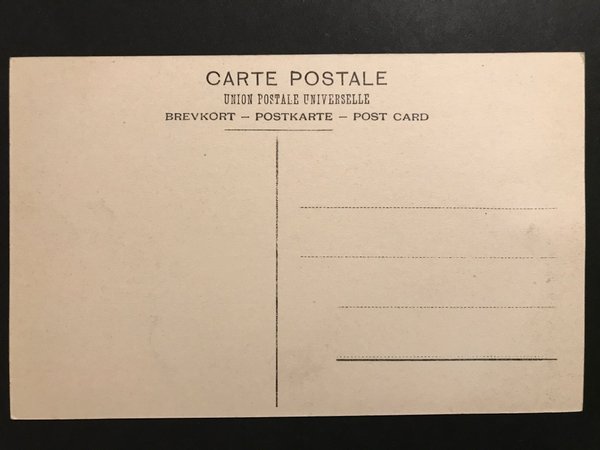 CARTE POSTALE
UNION POSTALE UNIVERSELLE
BREVKORT – POSTKARTE – POST CARD